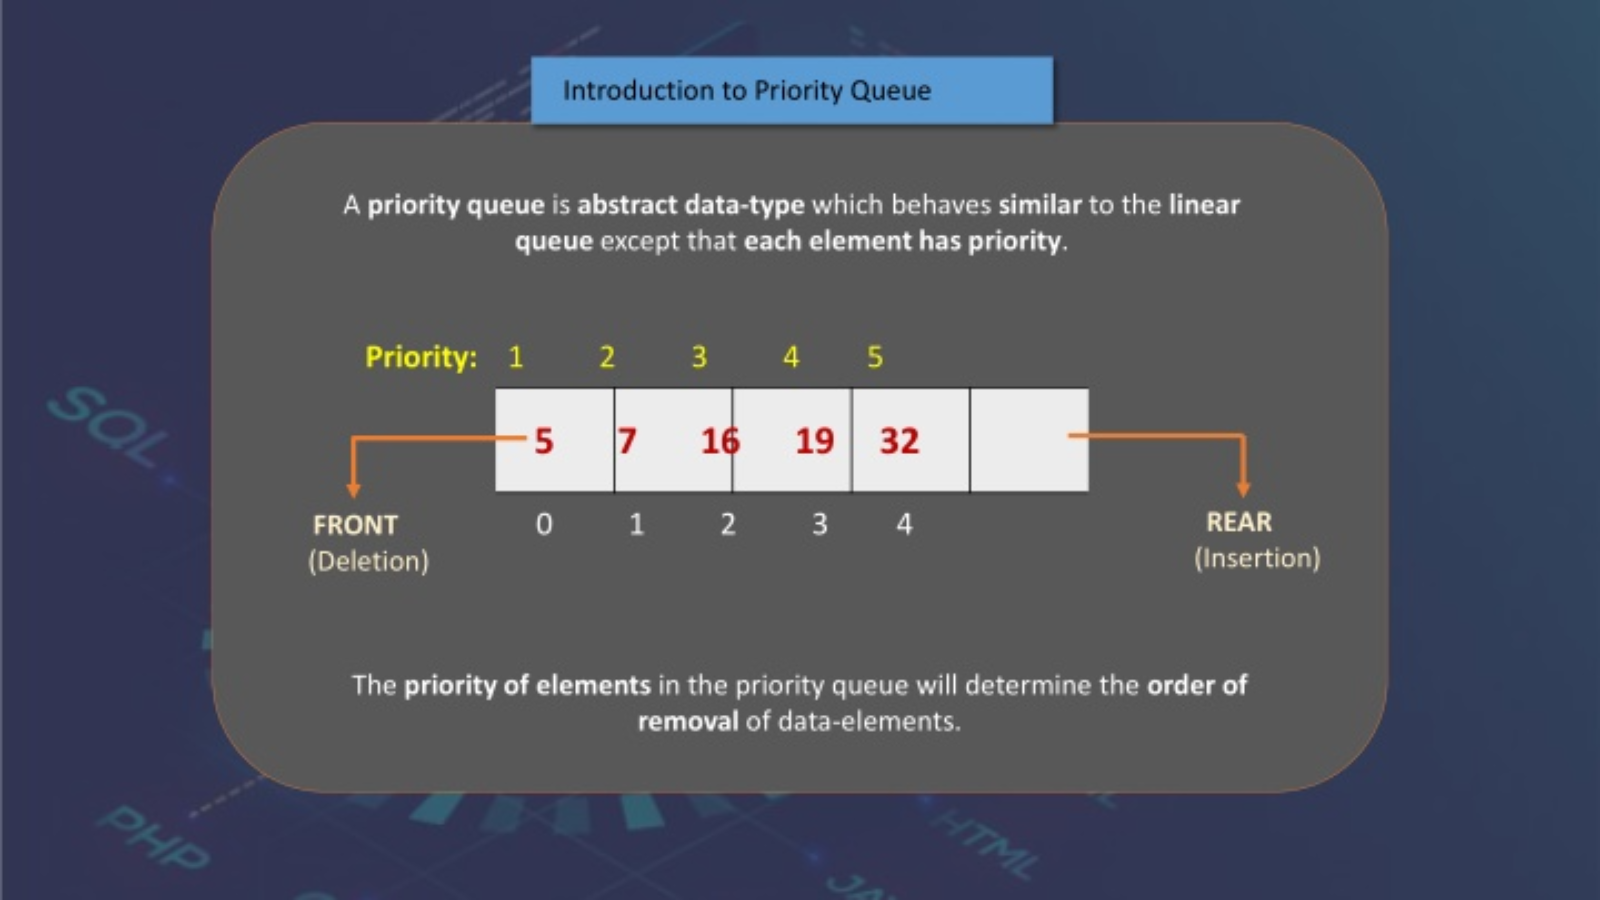 Introduction to Priority Queue
A priority queue is abstract data-type which behaves similar to the linear
queue except that each element has priority.
Priority: 1 2 3 4 5
5 7 16 19 32
FRONT 0 1 2 3 4 REAR
(Deletion) (Insertion)
The priority of elements in the priority queue will determine the order of
removal of data-elements.
SQL
PHP
HTML